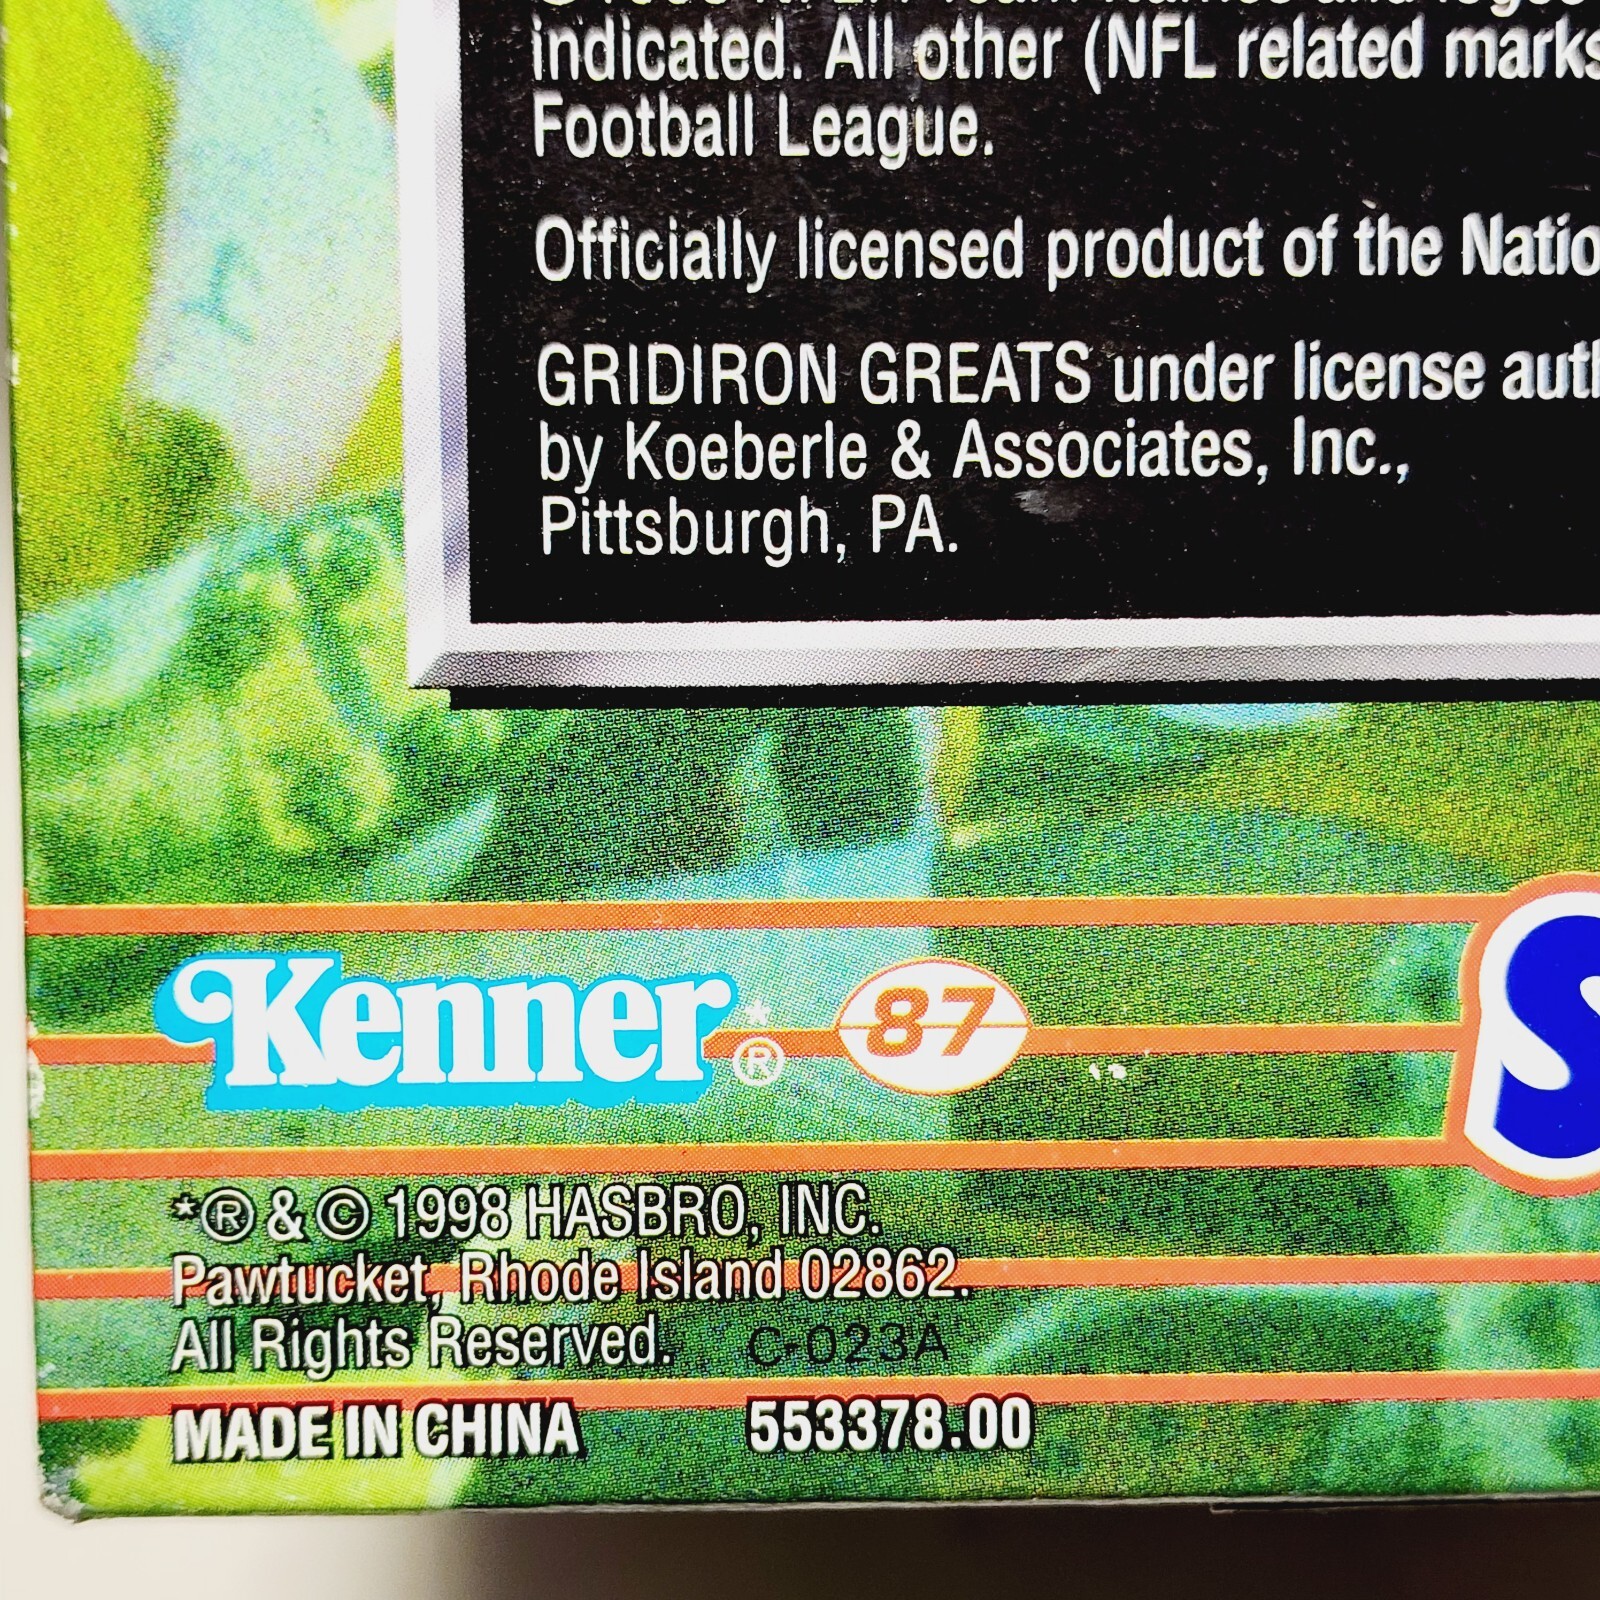 indicated. All other (NFL related marks
Football League.
Officially licensed product of the Natio
GRIDIRON GREATS under license auth
by Koeberle & Associates, Inc.,
Pittsburgh, PA.
Kenner*® 87
S
*® & © 1998 HASBRO, INC.
Pawtucket, Rhode Island 02862.
All Rights Reserved. C-023A
MADE IN CHINA 553378.00